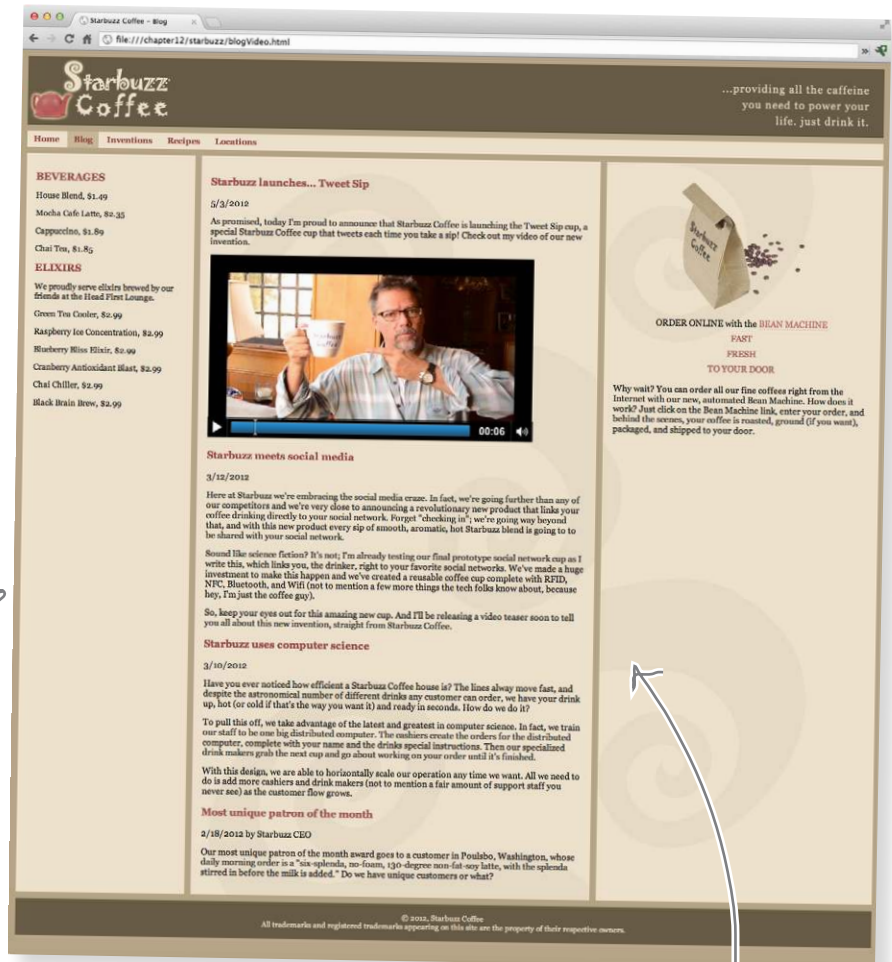 Starbuzz Coffee - Blog
file:///chapter12/starbuzz/blogVideo.html
Starbuzz
Coffee
...providing all the caffeine
you need to power your
life. just drink it.
Home Blog Inventions Recipes Locations
BEVERAGES
House Blend, $1.49
Mocha Cafe Latte, $2.35
Cappuccino, $1.89
Chai Tea, $1.85
ELIXIRS
We proudly serve elixirs brewed by our
friends at the Head First Lounge.
Green Tea Cooler, $2.99
Raspberry Ice Concentration, $2.99
Blueberry Bliss Elixir, $2.99
Cranberry Antioxidant Blast, $2.99
Chai Chiller, $2.99
Black Brain Brew, $2.99
Starbuzz launches... Tweet Sip
5/3/2012
As promised, today I'm proud to announce that Starbuzz Coffee is launching the Tweet Sip cup, a
special Starbuzz Coffee cup that tweets each time you take a sip! Check out my video of our new
invention.
00:06
Starbuzz meets social media
3/12/2012
Here at Starbuzz we're embracing the social media craze. In fact, we're going further than any of
our competitors and we're very close to announcing a revolutionary new product that links your
coffee drinking directly to your social network. Forget "checking in"; we're going way beyond
that, and with this new product every sip of smooth, aromatic, hot Starbuzz blend is going to to
be shared with your social network.
Sound like science fiction? It's not; I'm already testing our final prototype social network cup as I
write this, which links you, the drinker, right to your favorite social networks. We've made a huge
investment to make this happen and we've created a reusable coffee cup complete with RFID,
NFC, Bluetooth, and Wifi (not to mention a few more things the tech folks know about, because
hey, I'm just the coffee guy).
So, keep your eyes out for this amazing new cup. And I'll be releasing a video teaser soon to tell
you all about this new invention, straight from Starbuzz Coffee.
Starbuzz uses computer science
3/10/2012
Have you ever noticed how efficient a Starbuzz Coffee house is? The lines alway move fast, and
despite the astronomical number of different drinks any customer can order, we have your drink
up, hot (or cold if that's the way you want it) and ready in seconds. How do we do it?
To pull this off, we take advantage of the latest and greatest in computer science. In fact, we train
our staff to be one big distributed computer. The cashiers create the orders for the distributed
computer, complete with your name and the drinks special instructions. Then our specialized
drink makers grab the next cup and go about working on your order until it's finished.
With this design, we are able to horizontally scale our operation any time we want. All we need to
do is add more cashiers and drink makers (not to mention a fair amount of support staff you
never see) as the customer flow grows.
Most unique patron of the month
2/18/2012 by Starbuzz CEO
Our most unique patron of the month award goes to a customer in Poulsbo, Washington, whose
daily morning order is a "six-splenda, no-foam, 130-degree non-fat-soy latte, with the splenda
stirred in before the milk is added." Do we have unique customers or what?
Starbuzz
Coffee
ORDER ONLINE with the BEAN MACHINE
FAST
FRESH
TO YOUR DOOR
Why wait? You can order all our fine coffees right from the
Internet with our new, automated Bean Machine. How does it
work? Just click on the Bean Machine link, enter your order, and
behind the scenes, your coffee is roasted, ground (if you want),
packaged, and shipped to your door.
© 2012, Starbuzz Coffee
All trademarks and registered trademarks appearing on this site are the property of their respective owners.